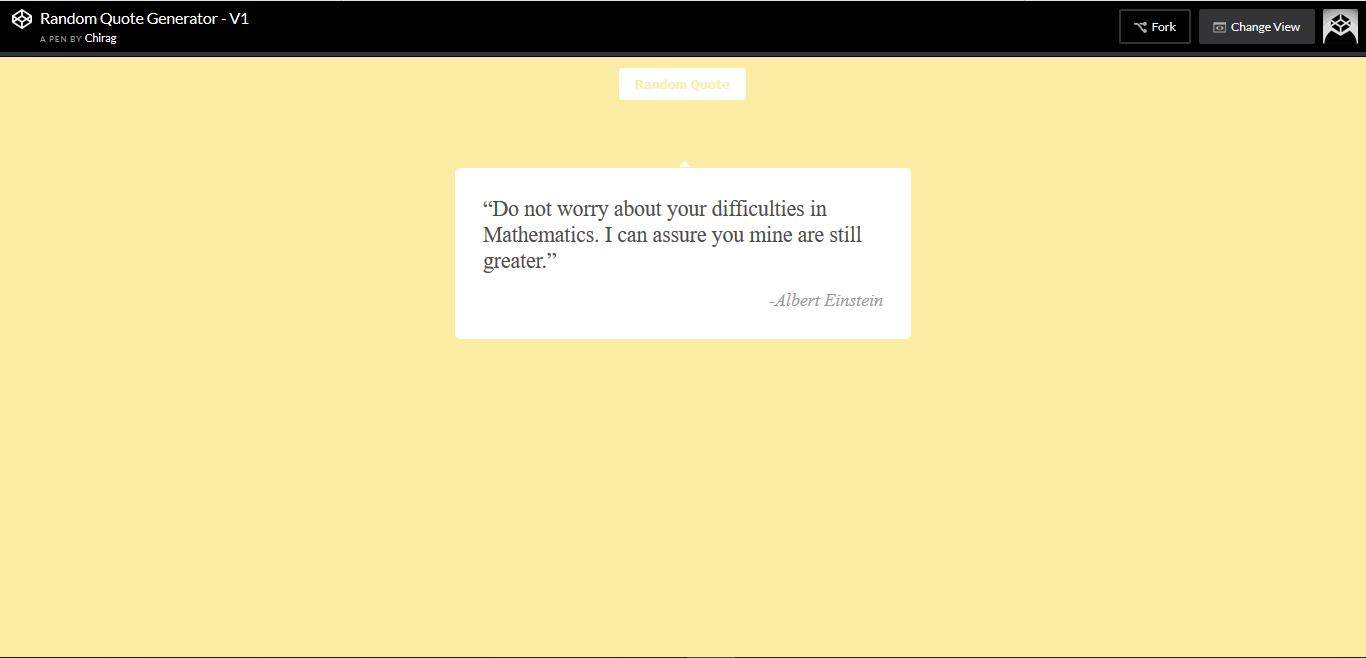 Random Quote Generator - V1
A PEN BY Chirag
Fork
Change View
Random Quote
“Do not worry about your difficulties in
Mathematics. I can assure you mine are still
greater.”
-Albert Einstein